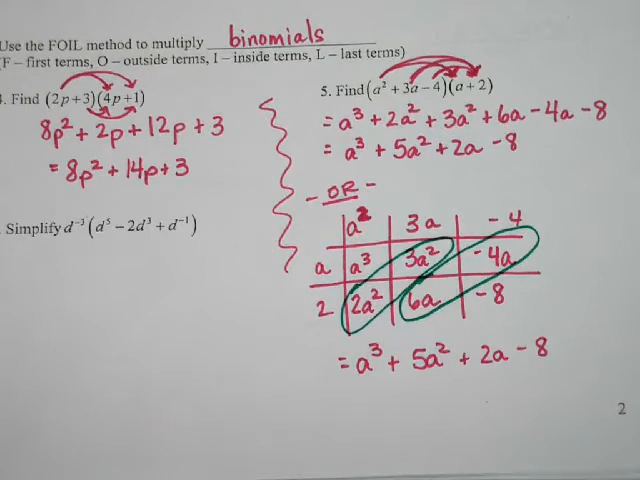 Use the FOIL method to multiply binomials
(F – first terms, O – outside terms, I – inside terms, L – last terms)
. Find (2p+3)(4p+1)
8p² + 2p + 12p + 3
= 8p² + 14p + 3
. Simplify d⁻³(d⁵ − 2d³ + d⁻¹)
5. Find (a² + 3a − 4)(a + 2)
= a³ + 2a² + 3a² + 6a − 4a − 8
= a³ + 5a² + 2a − 8
- OR -
a² 3a −4
a a³ 3a² −4a
2 2a² 6a −8
= a³ + 5a² + 2a − 8
2